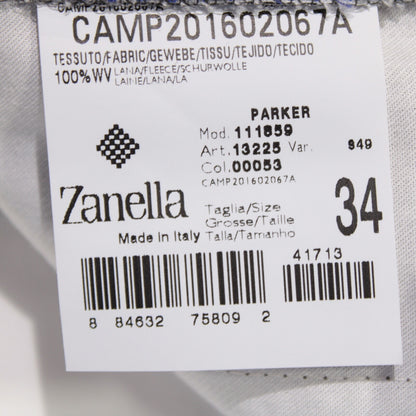 CAMP201602067A
CAMP201602067A
TESSUTO/FABRIC/GEWEBE/TISSU/TEJIDO/TECIDO
100%WV LANA/FLEECE/SCHURWOLLE
LAINE/LANA/LA
PARKER
Mod. 111859
Art. 13225 Var. 949
Col. 00053
CAMP201602067A
Zanella
Taglia/Size
Grosse/Taille
Talla/Tamanho
34
Made in Italy
41713
8 84632 75809 2